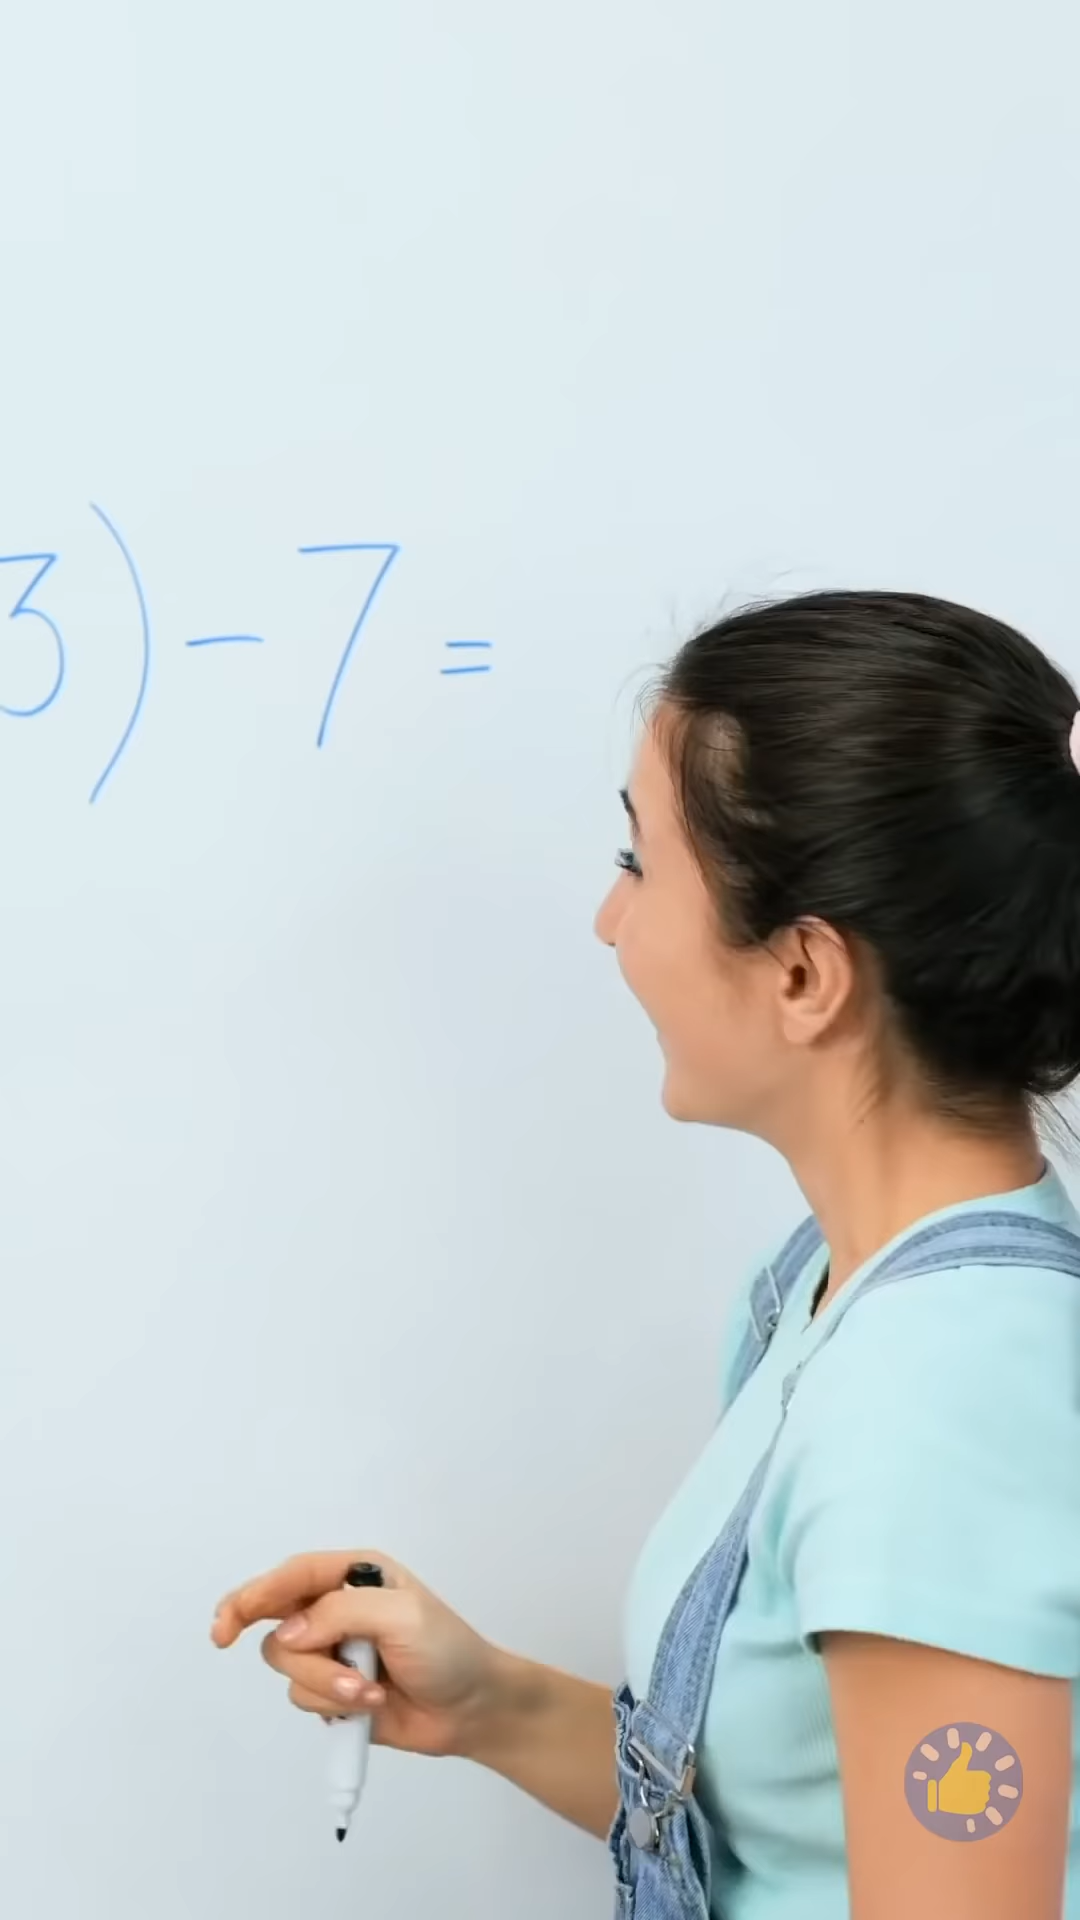 3) - 7 =